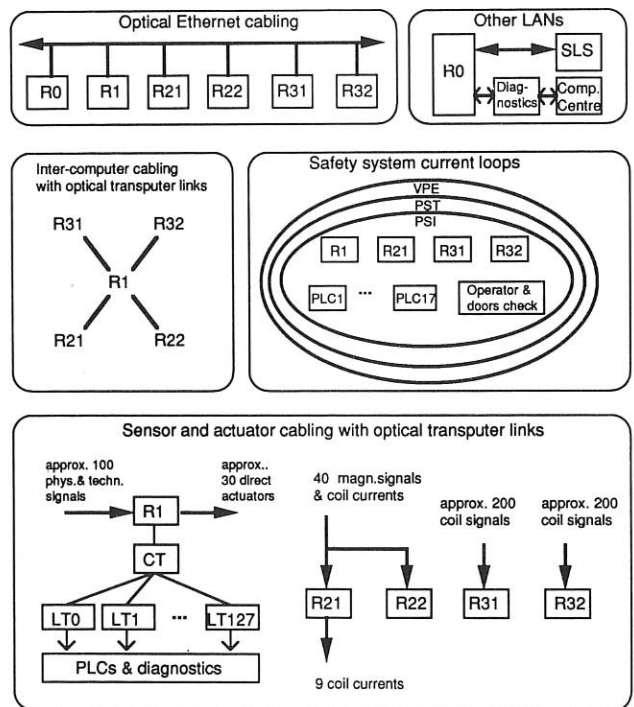 Optical Ethernet cabling
R0 R1 R21 R22 R31 R32
Other LANs
R0
SLS
Diag-
nostics
Comp.
Centre
Inter-computer cabling
with optical transputer links
R31 R32
R1
R21 R22
Safety system current loops
VPE
PST
PSI
R1 R21 R31 R32
PLC1 ... PLC17
Operator &
doors check
Sensor and actuator cabling with optical transputer links
approx. 100
phys.& techn.
signals
approx..
30 direct
actuators
R1
CT
LT0 LT1 ... LT127
PLCs & diagnostics
40 magn.signals
& coil currents
approx. 200
coil signals
approx. 200
coil signals
R21 R22 R31 R32
9 coil currents